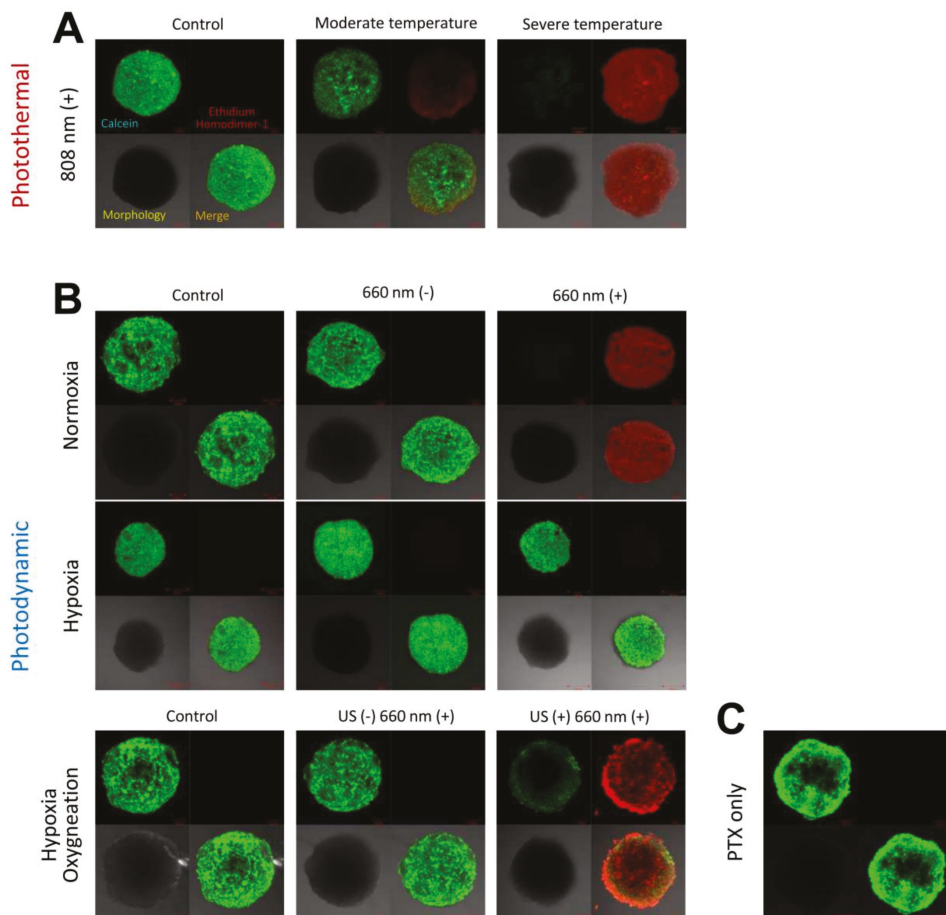 A
Control
Moderate temperature
Severe temperature
Photothermal
808 nm (+)
Calcein
Ethidium
Homodimer-1
Morphology
Merge
B
Control
660 nm (-)
660 nm (+)
Photodynamic
Normoxia
Hypoxia
Control
US (-) 660 nm (+)
US (+) 660 nm (+)
Hypoxia
Oxygneation
C
PTX only